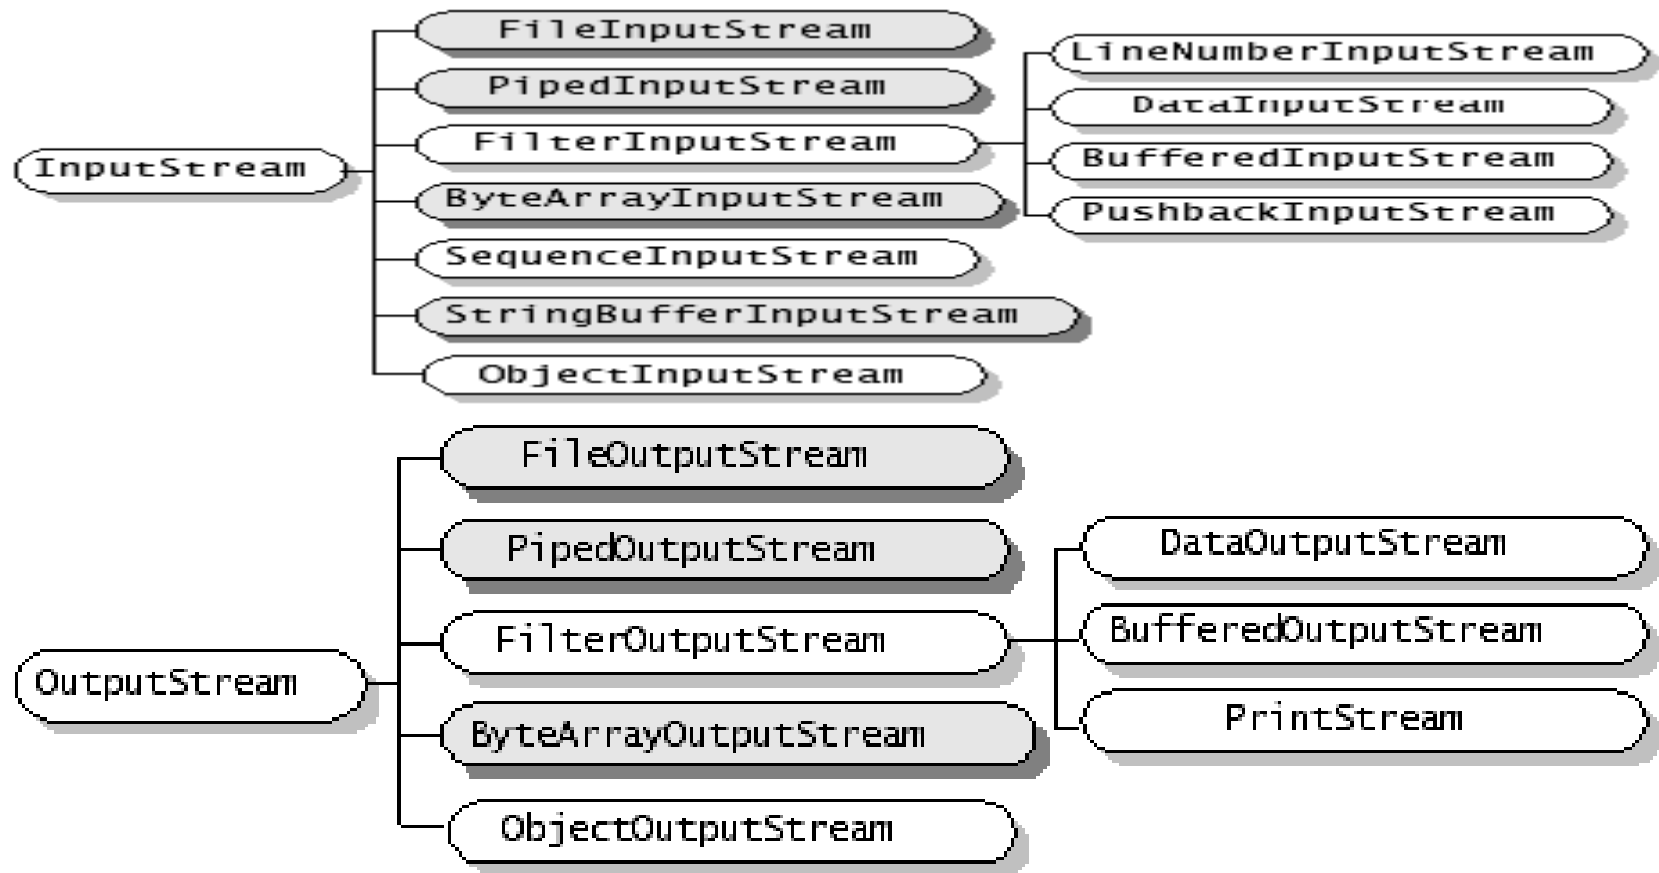 InputStream
FileInputStream
PipedInputStream
FilterInputStream
ByteArrayInputStream
SequenceInputStream
StringBufferInputStream
ObjectInputStream
LineNumberInputStream
DataInputStream
BufferedInputStream
PushbackInputStream
OutputStream
FileOutputStream
PipedOutputStream
FilterOutputStream
ByteArrayOutputStream
ObjectOutputStream
DataOutputStream
BufferedOutputStream
PrintStream